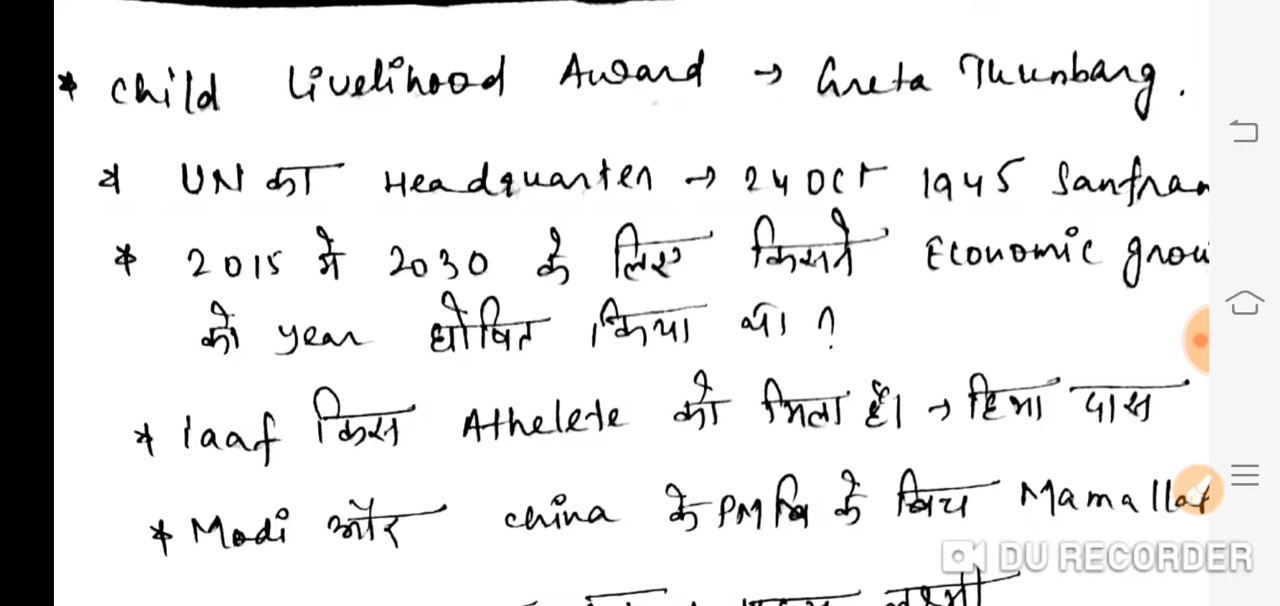 * Child Livelihood Award → Greta Thunbarg.
* UN का Headquarter → 24 Oct 1945 Sanfran
* 2015 मे 2030 के लिए किसने Economic grow
को year घोषित किया था ?
* iaaf किस Athelete को मिला है। → हिमा दास
* Modi और china के PM के बिच Mamalla
DU RECORDER